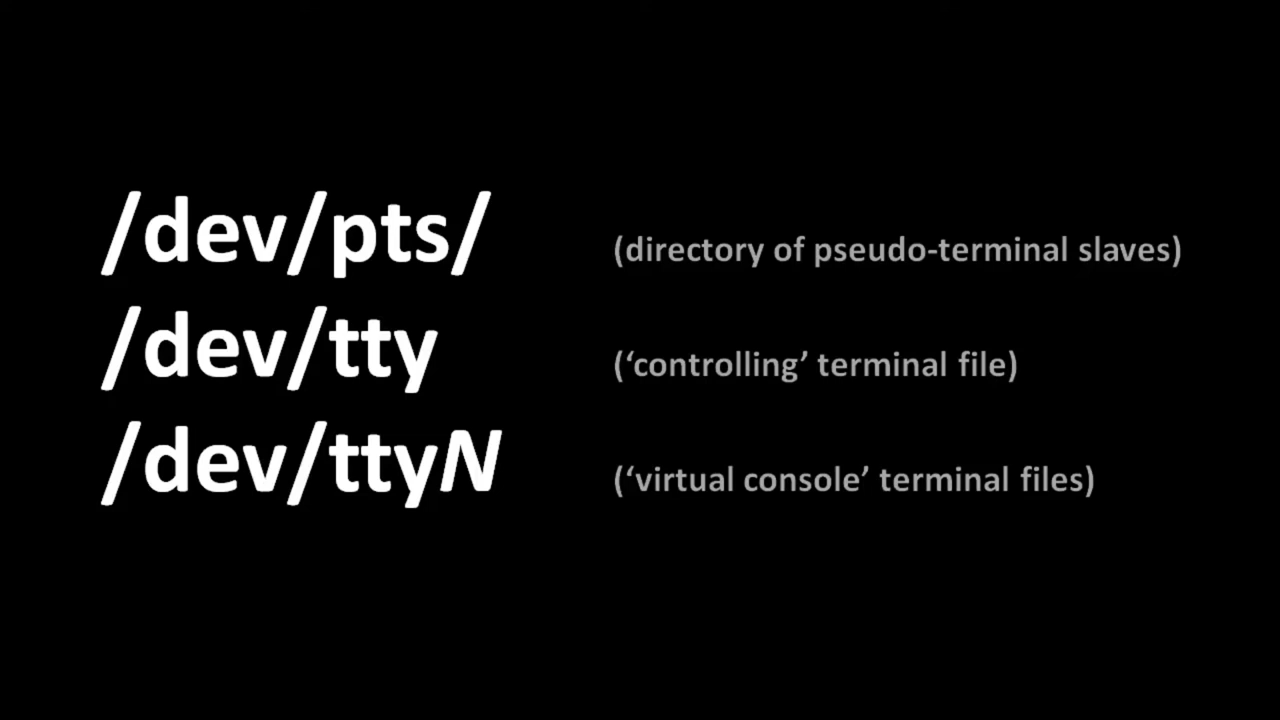 /dev/pts/ (directory of pseudo-terminal slaves)
/dev/tty (‘controlling’ terminal file)
/dev/ttyN (‘virtual console’ terminal files)